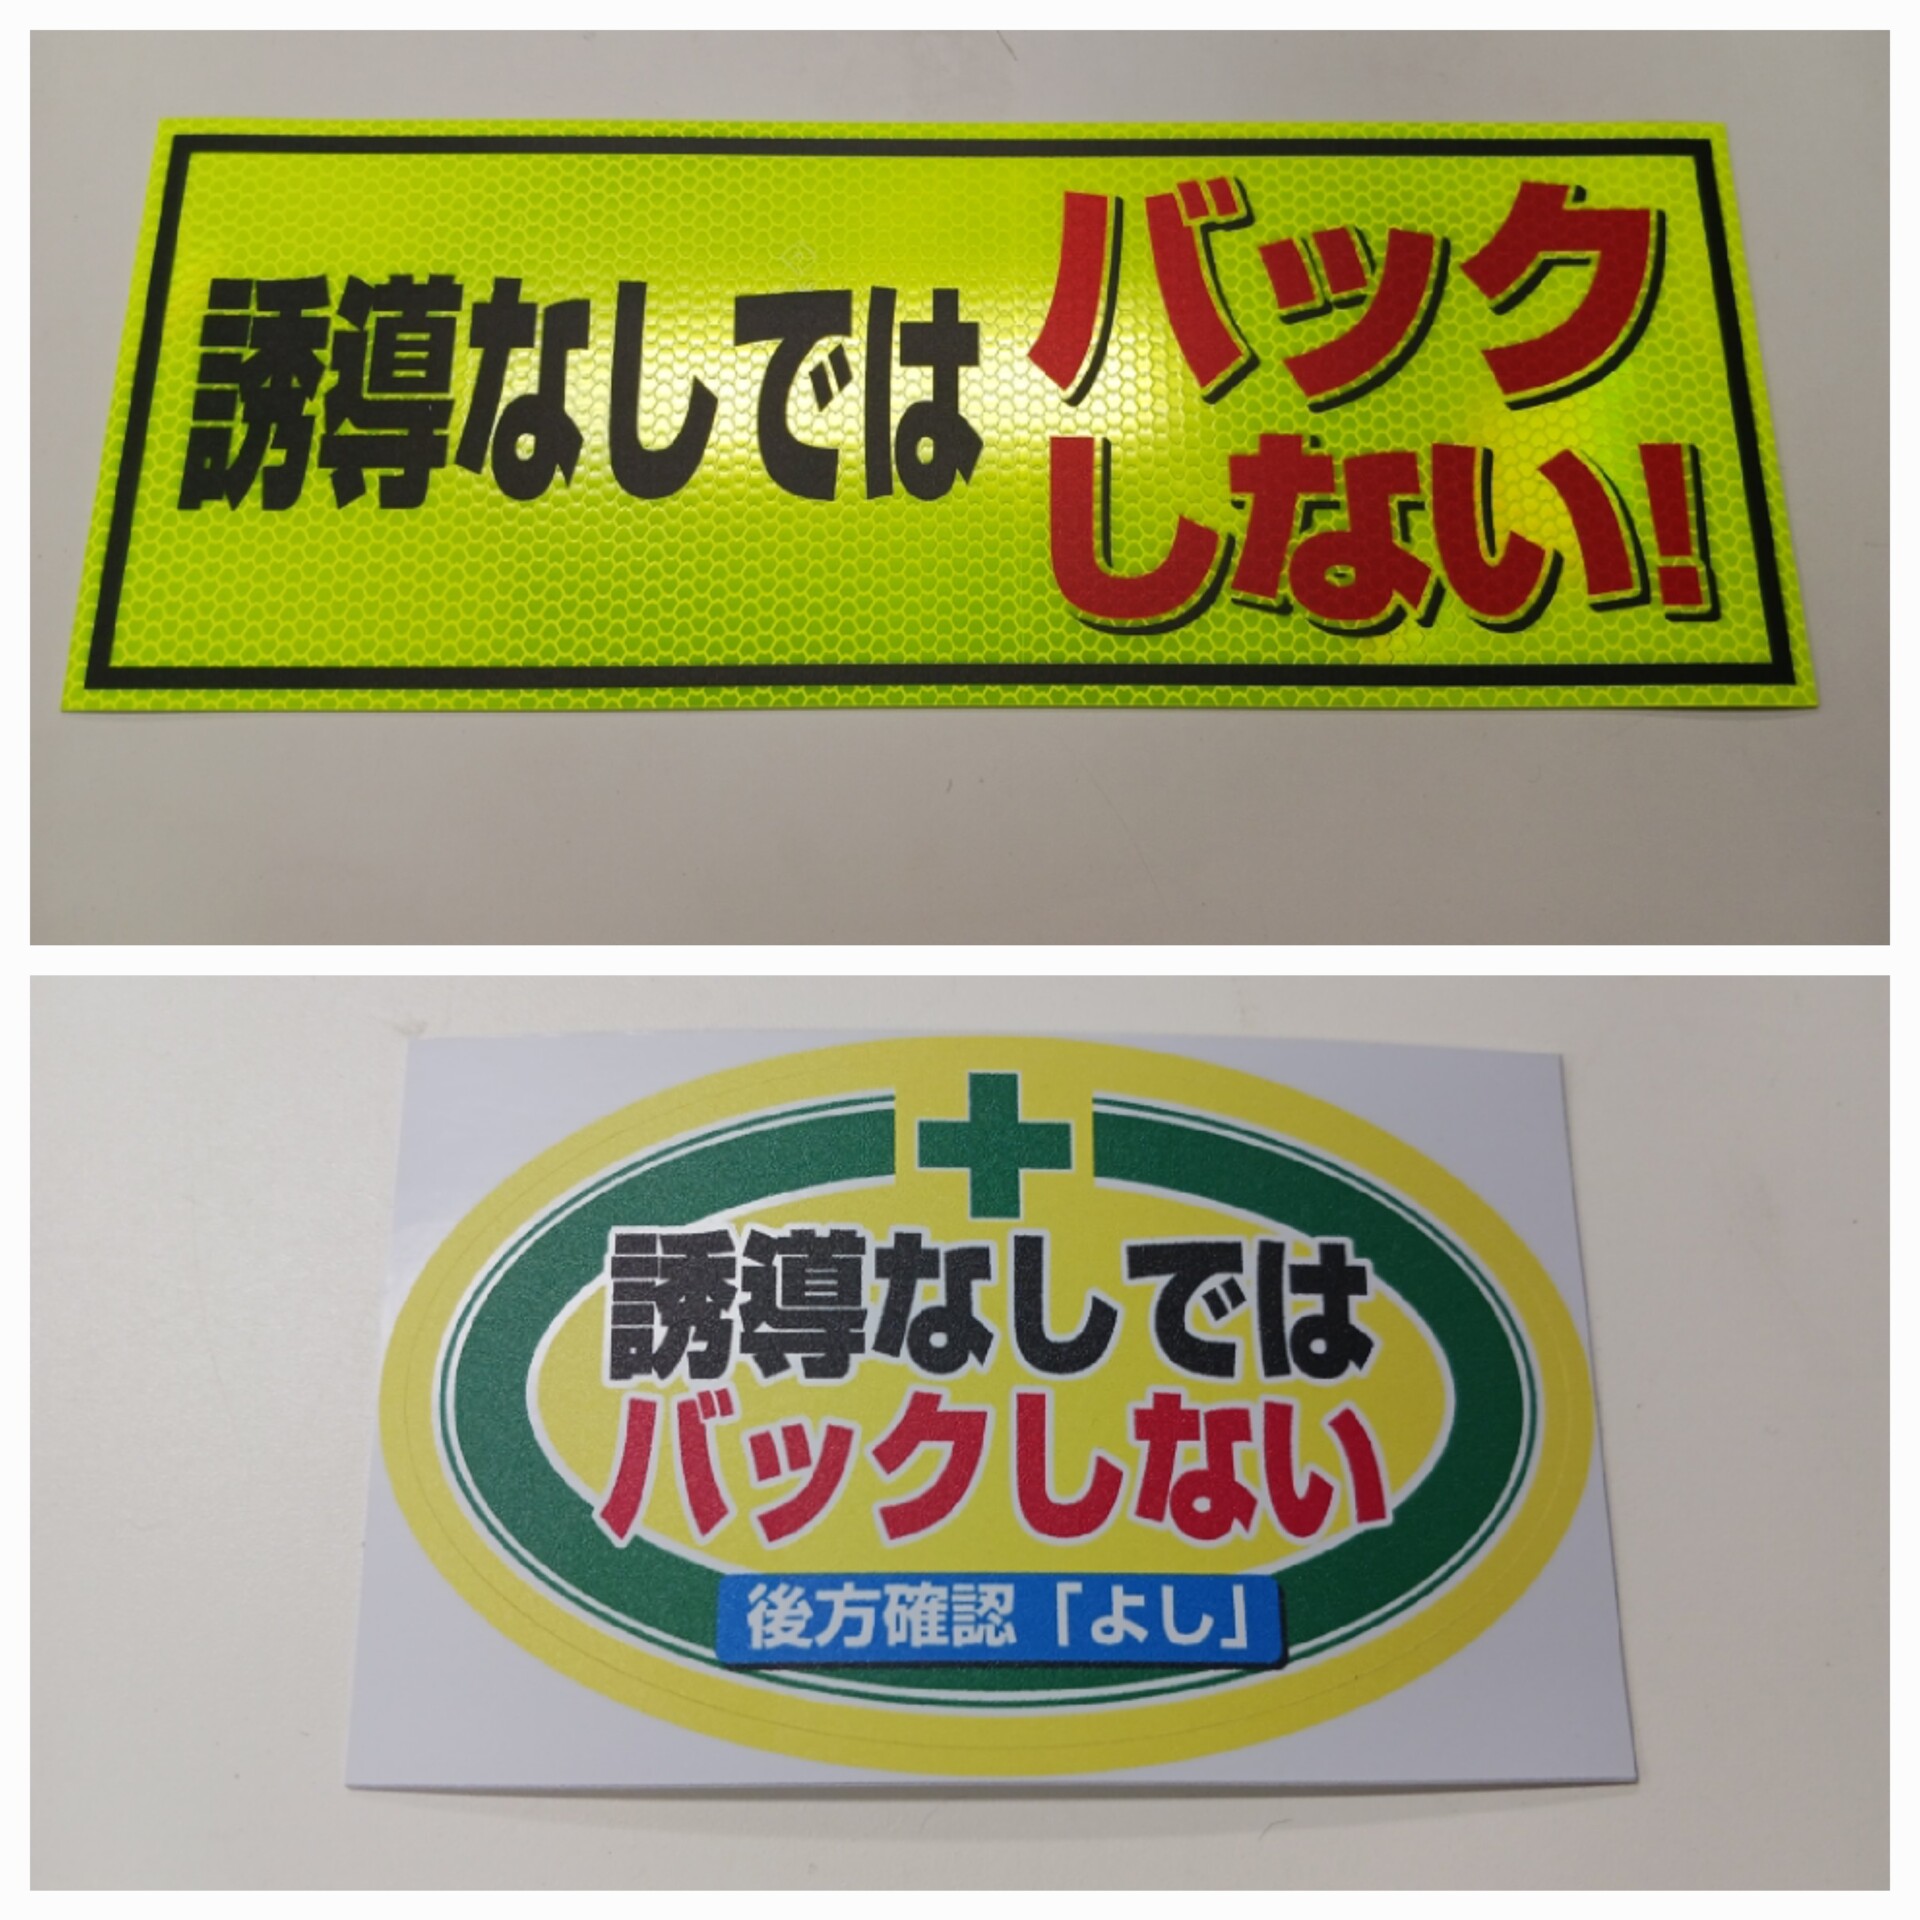 誘導なしでは
バック
しない!
誘導なしでは
バックしない
後方確認「よし」